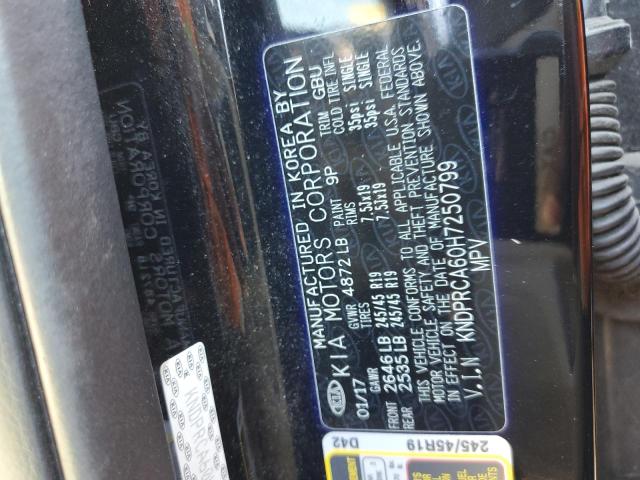 MANUFACTURED IN KOREA BY
KIA KIA MOTORS CORPORATION
01/17 GVWR 4872 LB PAINT 9P TRIM GBU
GAWR TIRES RIMS COLD TIRE INFL
FRONT 2646 LB 245/45 R19 7.5Jx19 35psi SINGLE
REAR 2535 LB 245/45 R19 7.5Jx19 35psi SINGLE
THIS VEHICLE CONFORMS TO ALL APPLICABLE U.S.A. FEDERAL
MOTOR VEHICLE SAFETY AND THEFT PREVENTION STANDARDS
IN EFFECT ON THE DATE OF MANUFACTURE SHOWN ABOVE.
V.I.N KNDPRCA60H7250799
MPV
D42
245/45R19